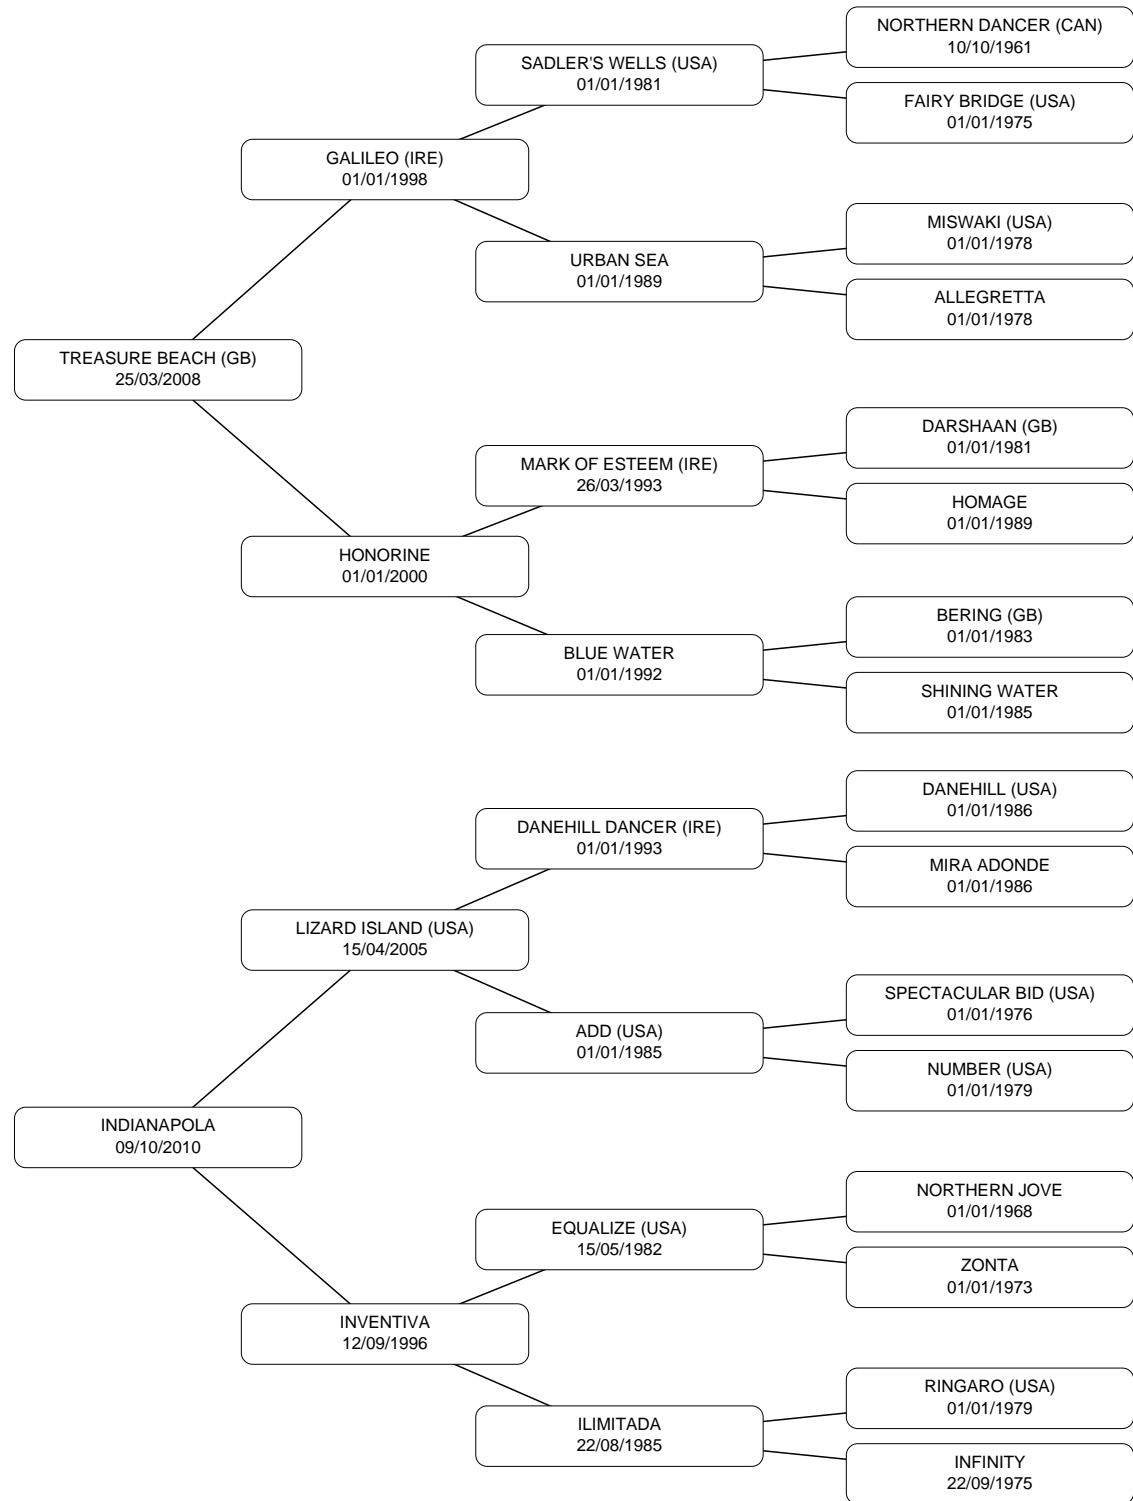 NORTHERN DANCER (CAN)
10/10/1961
SADLER'S WELLS (USA)
01/01/1981
FAIRY BRIDGE (USA)
01/01/1975
GALILEO (IRE)
01/01/1998
MISWAKI (USA)
01/01/1978
URBAN SEA
01/01/1989
ALLEGRETTA
01/01/1978
TREASURE BEACH (GB)
25/03/2008
DARSHAAN (GB)
01/01/1981
MARK OF ESTEEM (IRE)
26/03/1993
HOMAGE
01/01/1989
HONORINE
01/01/2000
BERING (GB)
01/01/1983
BLUE WATER
01/01/1992
SHINING WATER
01/01/1985
DANEHILL (USA)
01/01/1986
DANEHILL DANCER (IRE)
01/01/1993
MIRA ADONDE
01/01/1986
LIZARD ISLAND (USA)
15/04/2005
SPECTACULAR BID (USA)
01/01/1976
ADD (USA)
01/01/1985
NUMBER (USA)
01/01/1979
INDIANAPOLA
09/10/2010
NORTHERN JOVE
01/01/1968
EQUALIZE (USA)
15/05/1982
ZONTA
01/01/1973
INVENTIVA
12/09/1996
RINGARO (USA)
01/01/1979
ILIMITADA
22/08/1985
INFINITY
22/09/1975